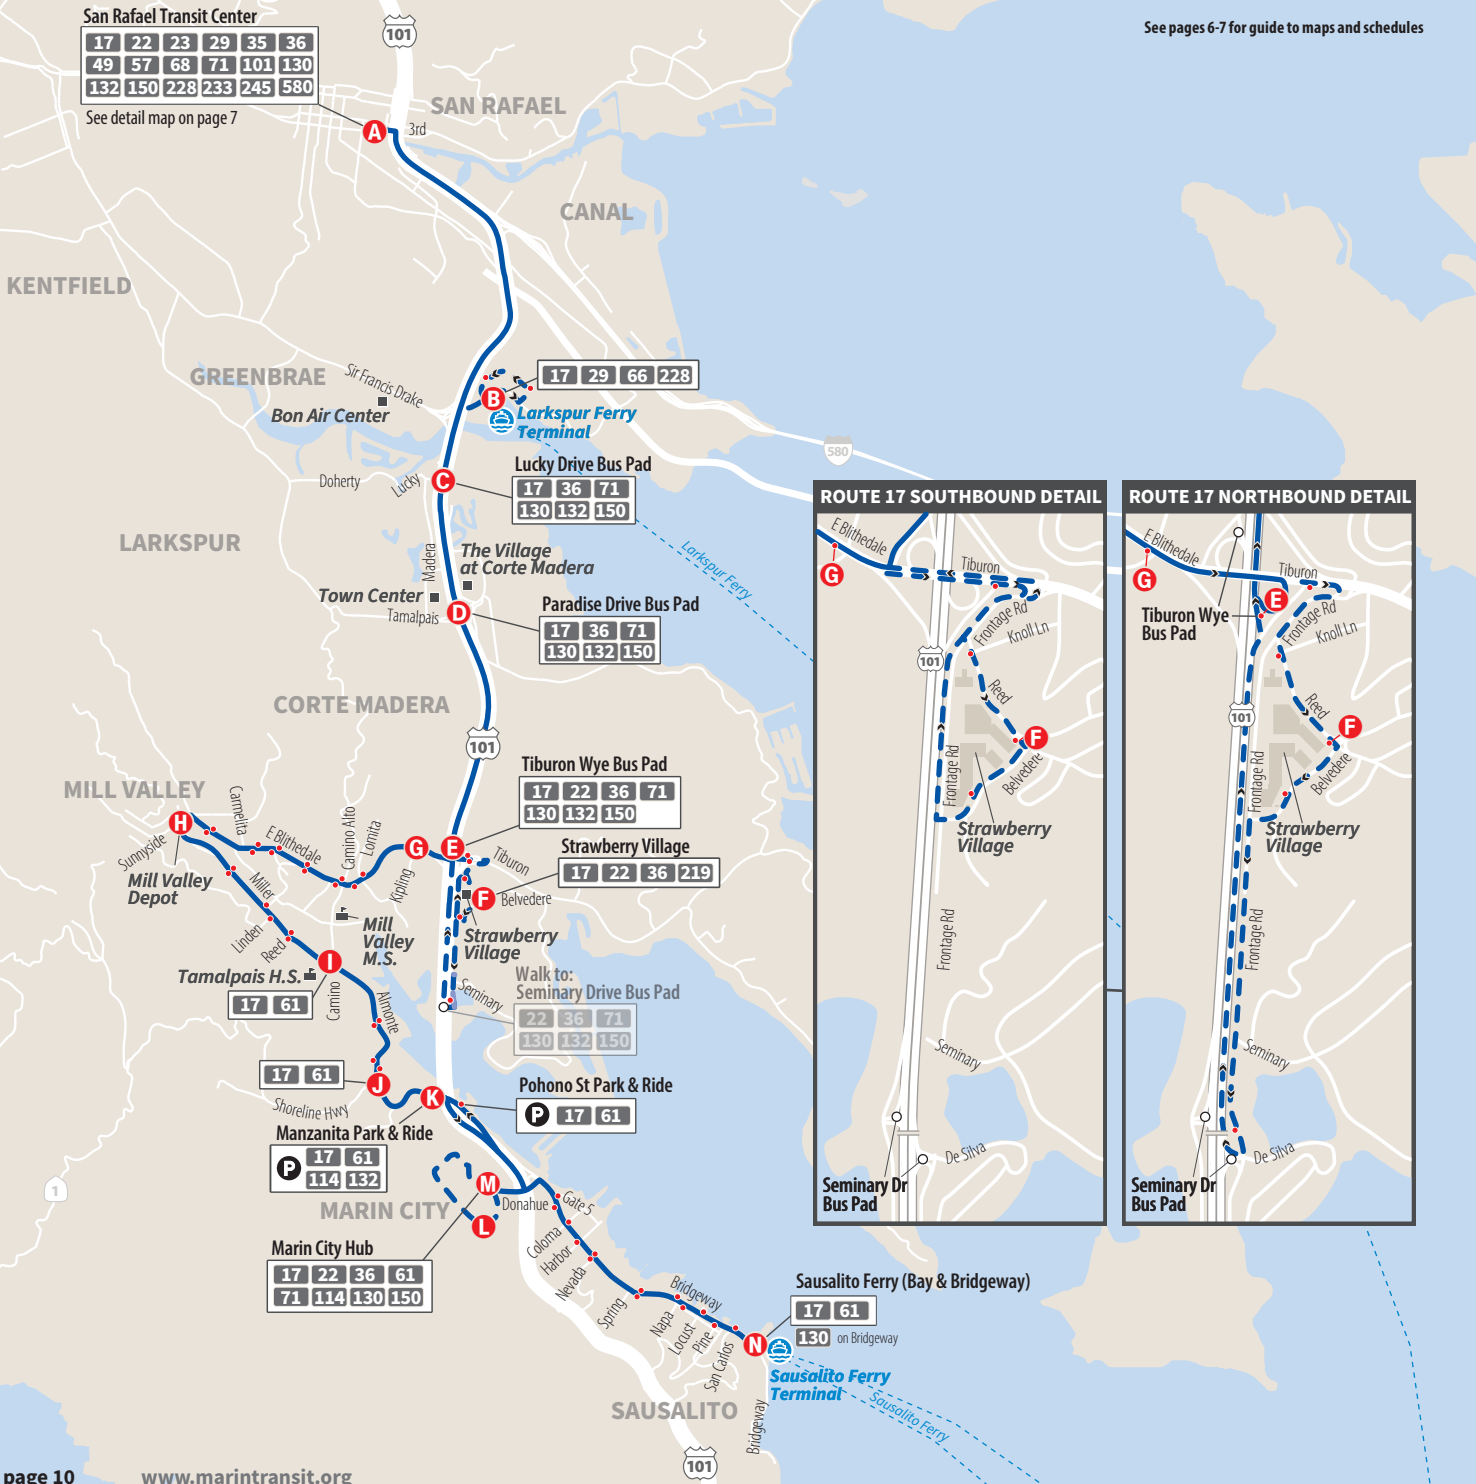 San Rafael Transit Center
17 22 23 29 35 36
49 57 68 71 101 130
132 150 228 233 245 580
See detail map on page 7
101
See pages 6-7 for guide to maps and schedules
SAN RAFAEL
A
3rd
CANAL
KENTFIELD
GREENBRAE
Sir Francis Drake
Bon Air Center
17 29 66 228
B
Larkspur Ferry
Terminal
580
Lucky Drive Bus Pad
17 36 71
130 132 150
C
Doherty
Lucky
Larkspur Ferry
LARKSPUR
Madera
The Village
at Corte Madera
Town Center
Tamalpais
D
Paradise Drive Bus Pad
17 36 71
130 132 150
CORTE MADERA
101
Tiburon Wye Bus Pad
17 22 36 71
130 132 150
MILL VALLEY
H
Sunnyside
Carmelita
E Blithedale
Camino Alto
Lomita
Kipling
G
E
Tiburon
Strawberry Village
17 22 36 219
F
Belvedere
Strawberry
Village
Mill Valley
Depot
Miller
Linden
Reed
Mill
Valley
M.S.
Tamalpais H.S.
I
17 61
Camino
Almonte
Walk to:
Seminary Drive Bus Pad
22 36 71
130 132 150
Seminary
17 61
J
Shoreline Hwy
K
Pohono St Park & Ride
P 17 61
Manzanita Park & Ride
P 17 61
114 132
1
MARIN CITY
M
L
Donahue
Marin City Hub
17 22 36 61
71 114 130 150
Gate 5
Coloma
Harbor
Nevada
Spring
Bridgeway
Napa
Locust
Pine
San Carlos
N
Sausalito Ferry (Bay & Bridgeway)
17 61
130 on Bridgeway
Sausalito Ferry
Terminal
Sausalito Ferry
SAUSALITO
Bridgeway
101
ROUTE 17 SOUTHBOUND DETAIL
E Blithedale
G
Tiburon
Frontage Rd
Knoll Ln
101
Reed
F
Frontage Rd
Belvedere
Strawberry
Village
Frontage Rd
Seminary
De Silva
Seminary Dr
Bus Pad
ROUTE 17 NORTHBOUND DETAIL
E Blithedale
G
Tiburon
E
Tiburon Wye
Bus Pad
Frontage Rd
Knoll Ln
101
Reed
F
Frontage Rd
Belvedere
Strawberry
Village
Frontage Rd
Seminary
De Silva
Seminary Dr
Bus Pad
page 10
www.marintransit.org